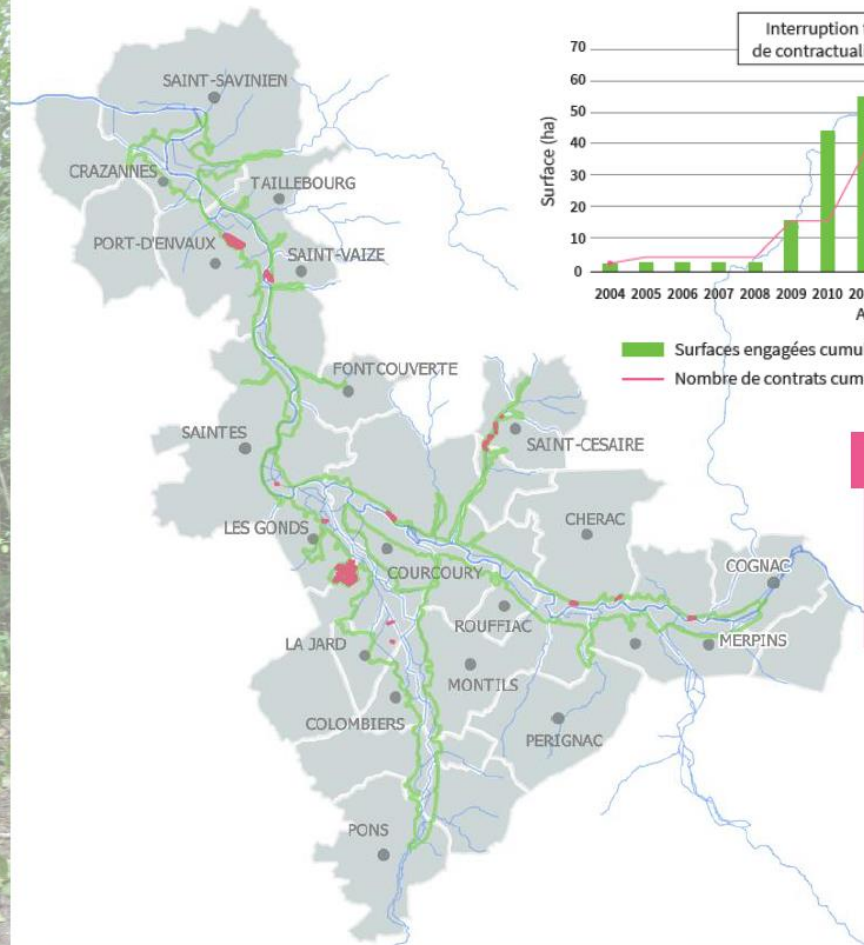 SAINT-SAVINIEN
CRAZANNES
TAILLEBOURG
PORT-D'ENVAUX
SAINT-VAIZE
FONTCOUVERTE
SAINTES
SAINT-CESAIRE
LES GONDS
CHERAC
COURCOURY
COGNAC
ROUFFIAC
LA JARD
MERPINS
MONTILS
COLOMBIERS
PERIGNAC
PONS
Interruption
de contractuali
Surface (ha)
70
60
50
40
30
20
10
0
2004 2005 2006 2007 2008 2009 2010 20
A
Surfaces engagées cumu
Nombre de contrats cum